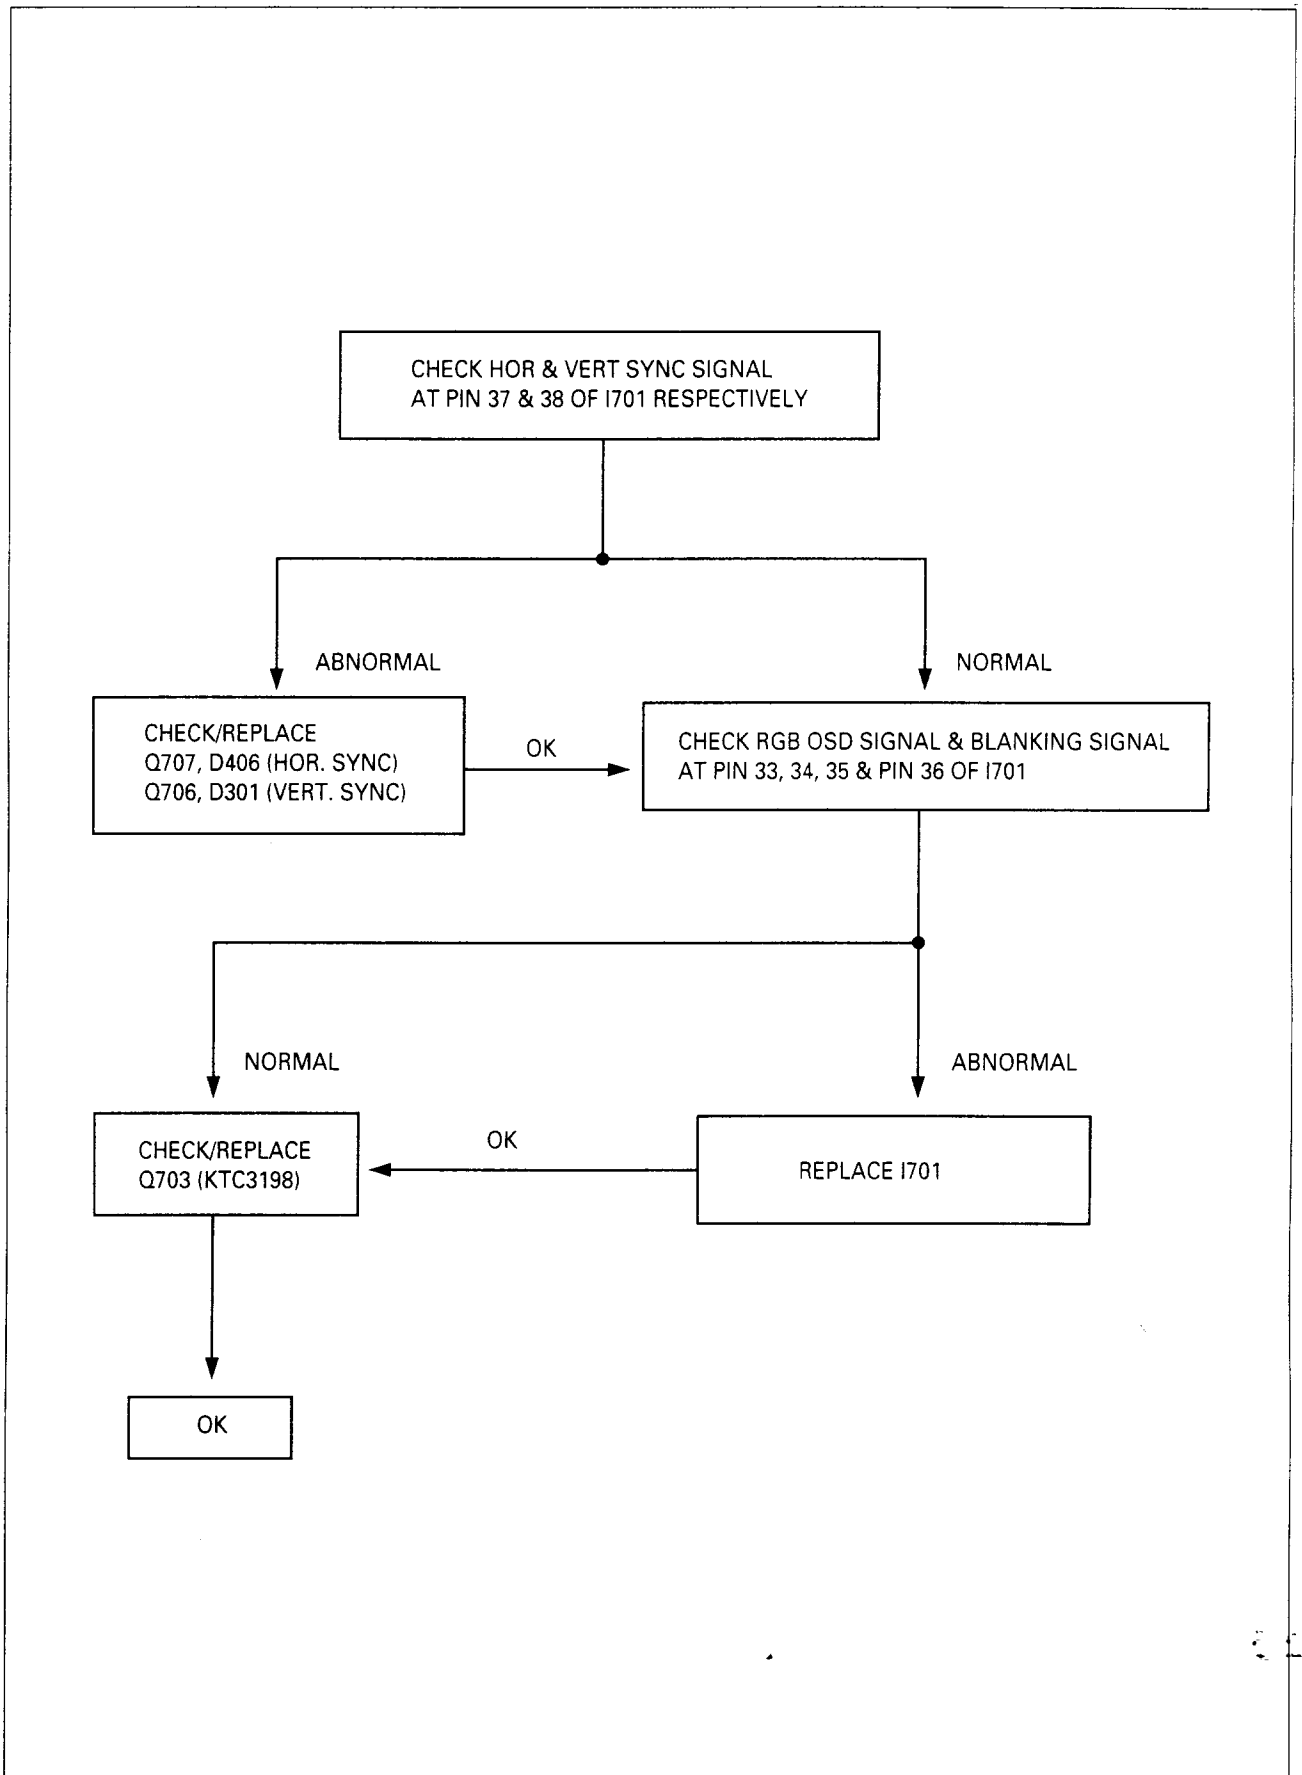 CHECK HOR & VERT SYNC SIGNAL
AT PIN 37 & 38 OF I701 RESPECTIVELY
ABNORMAL
NORMAL
CHECK/REPLACE
Q707, D406 (HOR. SYNC)
Q706, D301 (VERT. SYNC)
OK
CHECK RGB OSD SIGNAL & BLANKING SIGNAL
AT PIN 33, 34, 35 & PIN 36 OF I701
NORMAL
ABNORMAL
CHECK/REPLACE
Q703 (KTC3198)
OK
REPLACE I701
OK